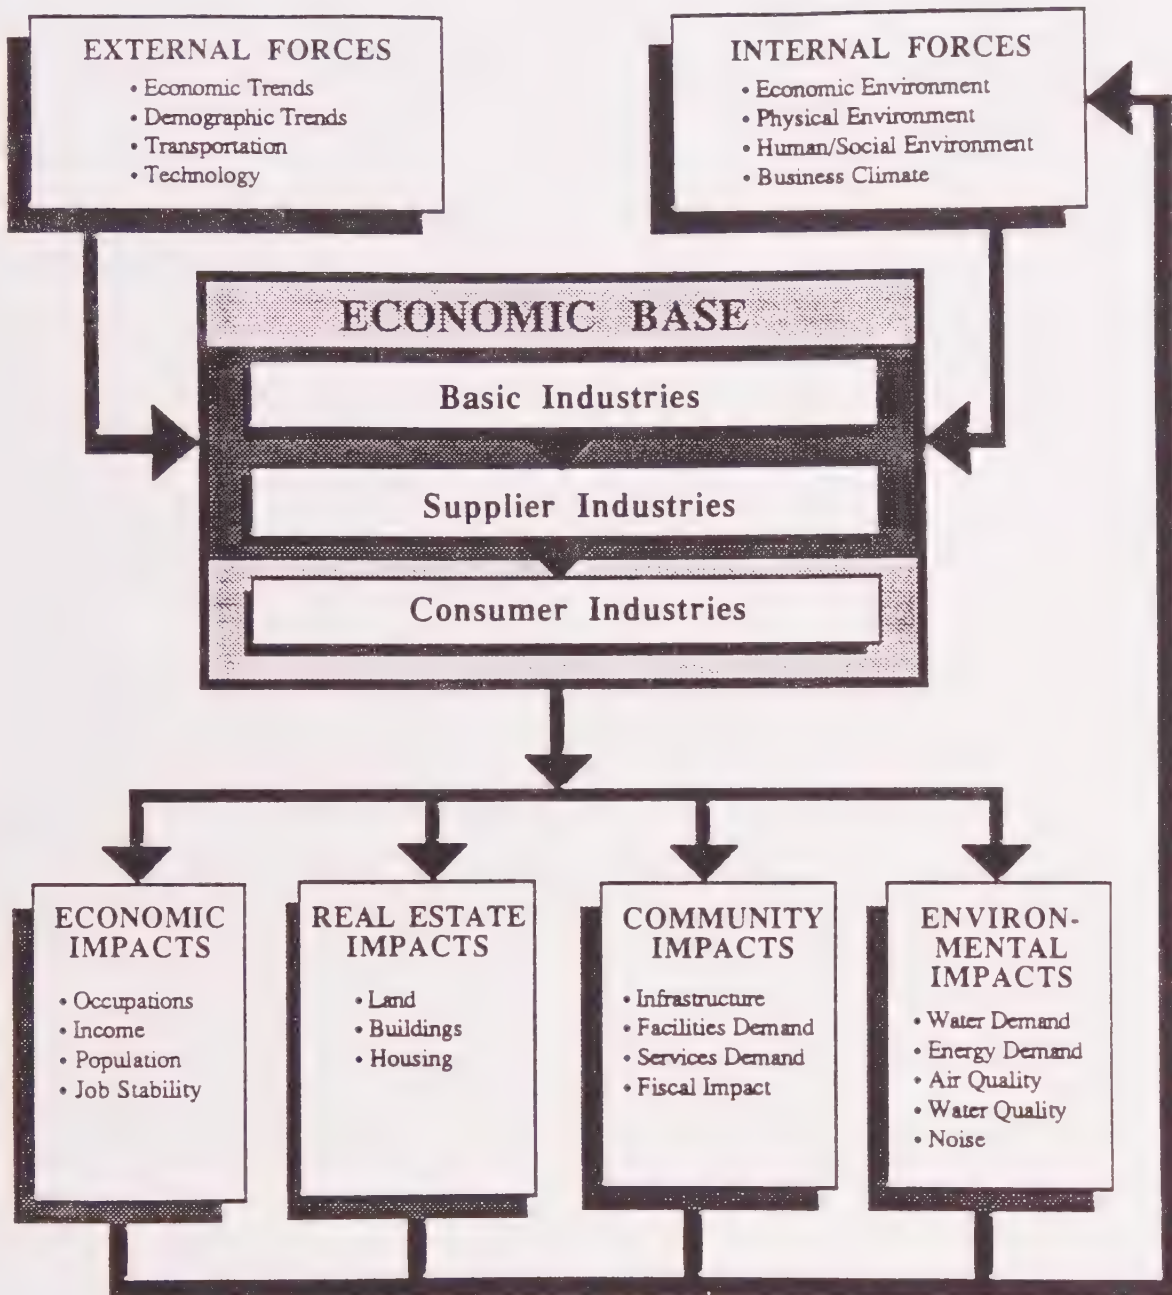 EXTERNAL FORCES
• Economic Trends
• Demographic Trends
• Transportation
• Technology
INTERNAL FORCES
• Economic Environment
• Physical Environment
• Human/Social Environment
• Business Climate
ECONOMIC BASE
Basic Industries
Supplier Industries
Consumer Industries
ECONOMIC
IMPACTS
• Occupations
• Income
• Population
• Job Stability
REAL ESTATE
IMPACTS
• Land
• Buildings
• Housing
COMMUNITY
IMPACTS
• Infrastructure
• Facilities Demand
• Services Demand
• Fiscal Impact
ENVIRON-
MENTAL
IMPACTS
• Water Demand
• Energy Demand
• Air Quality
• Water Quality
• Noise